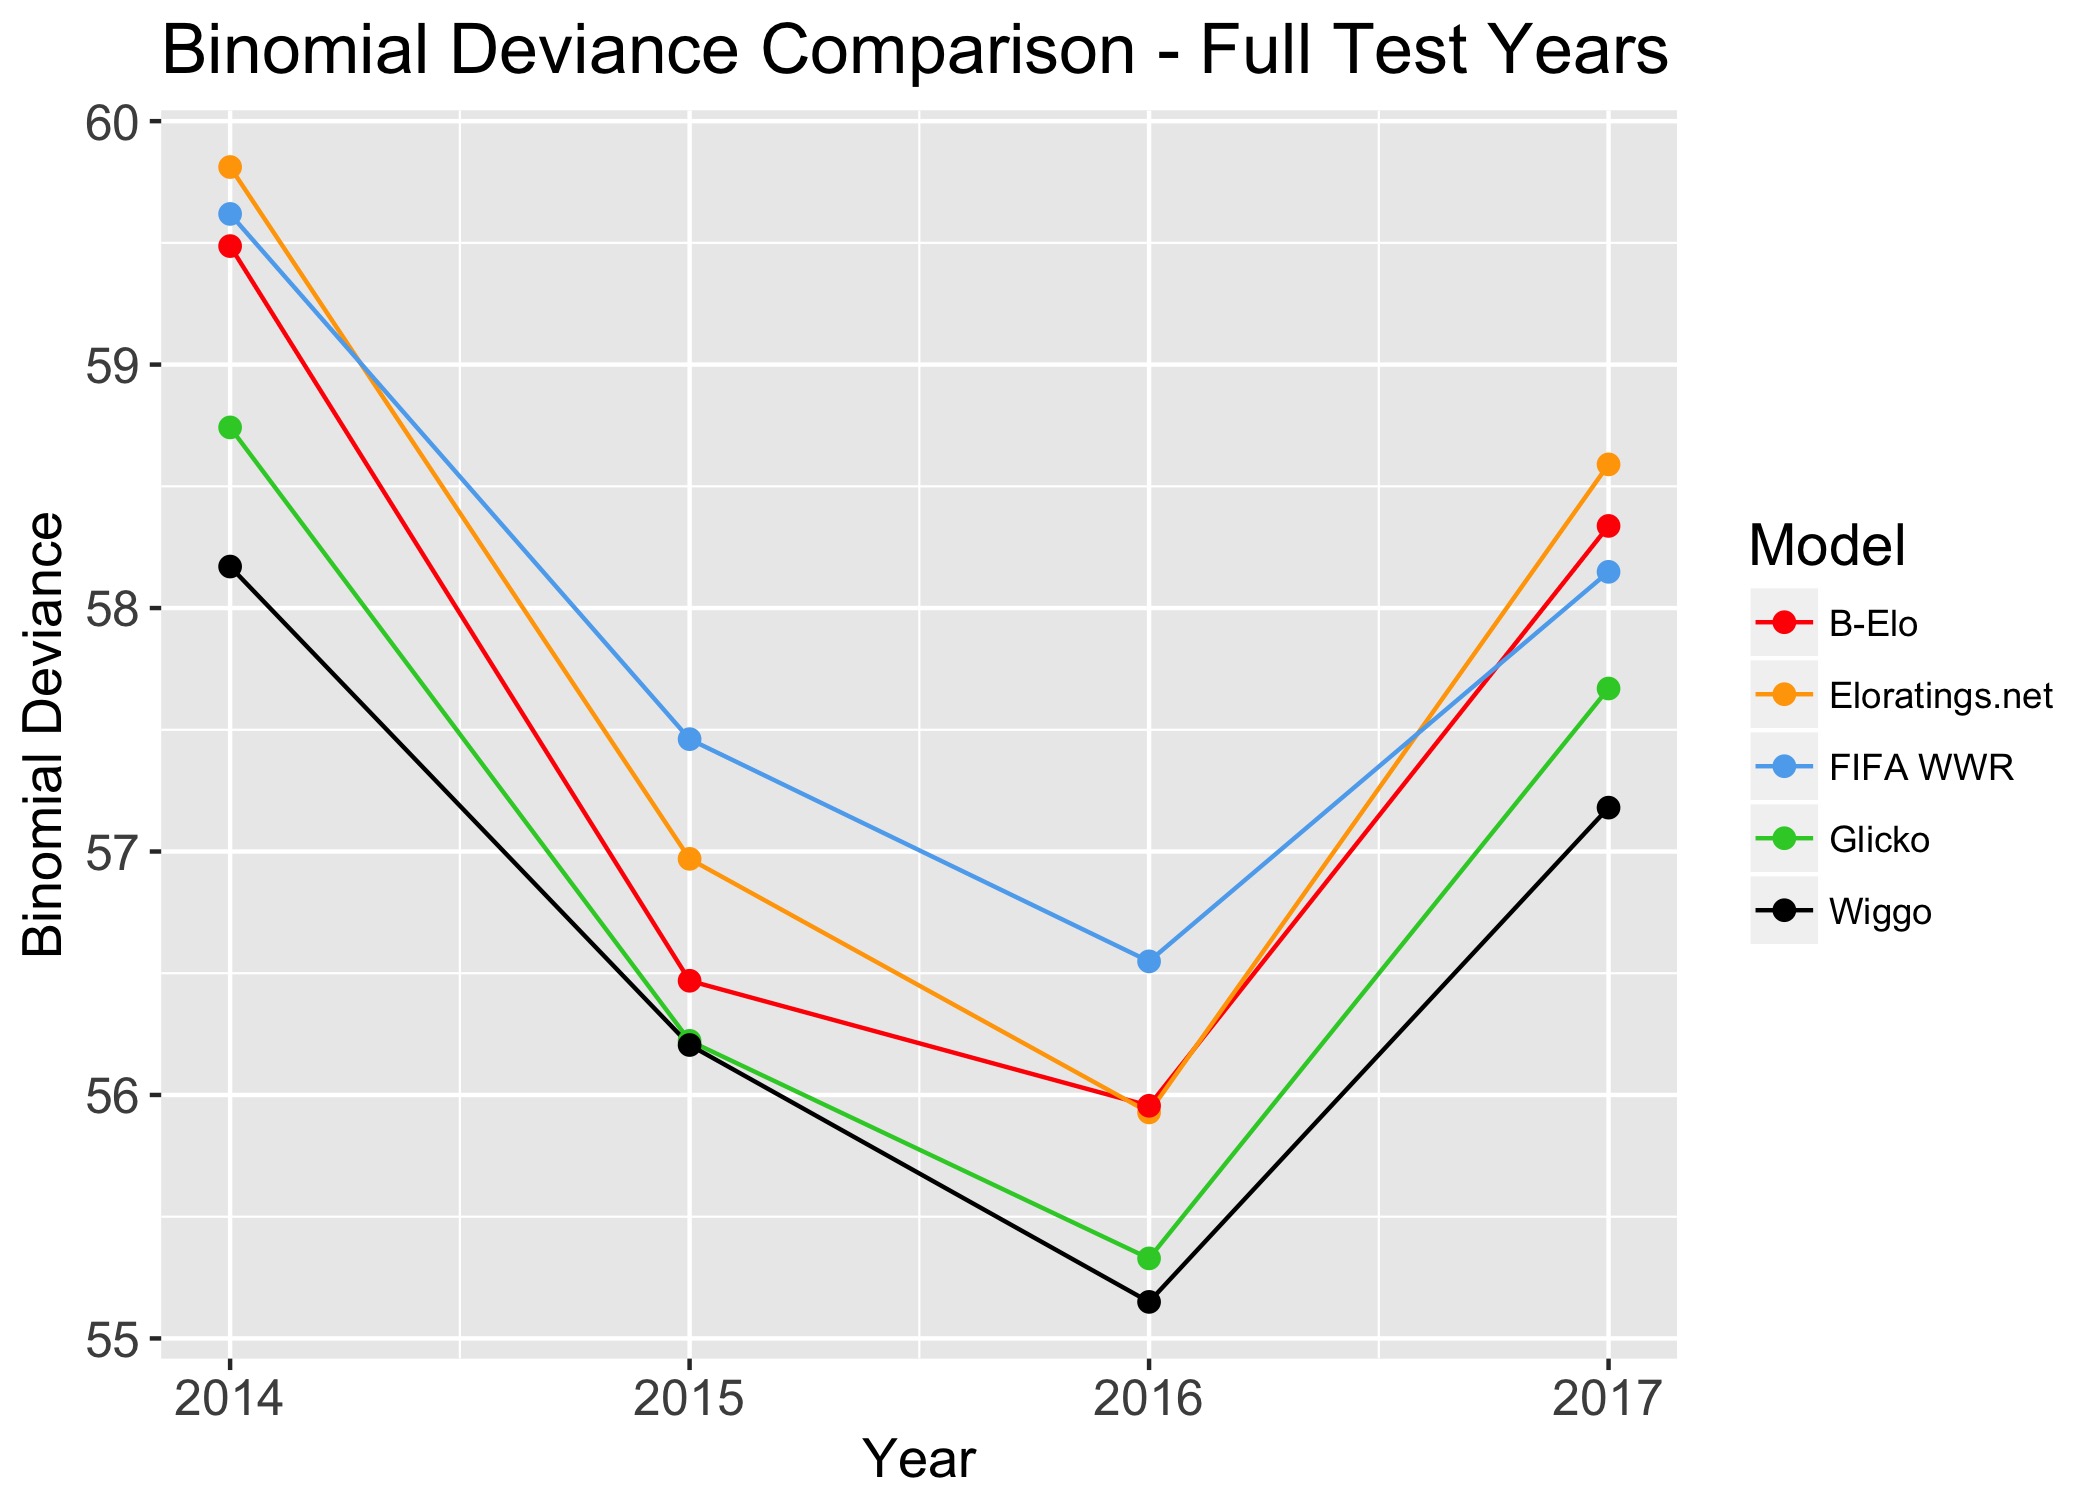 Binomial Deviance Comparison - Full Test Years
60
59
58
57
56
55
Binomial Deviance
2014 2015 2016 2017
Year
Model
B-Elo
Eloratings.net
FIFA WWR
Glicko
Wiggo